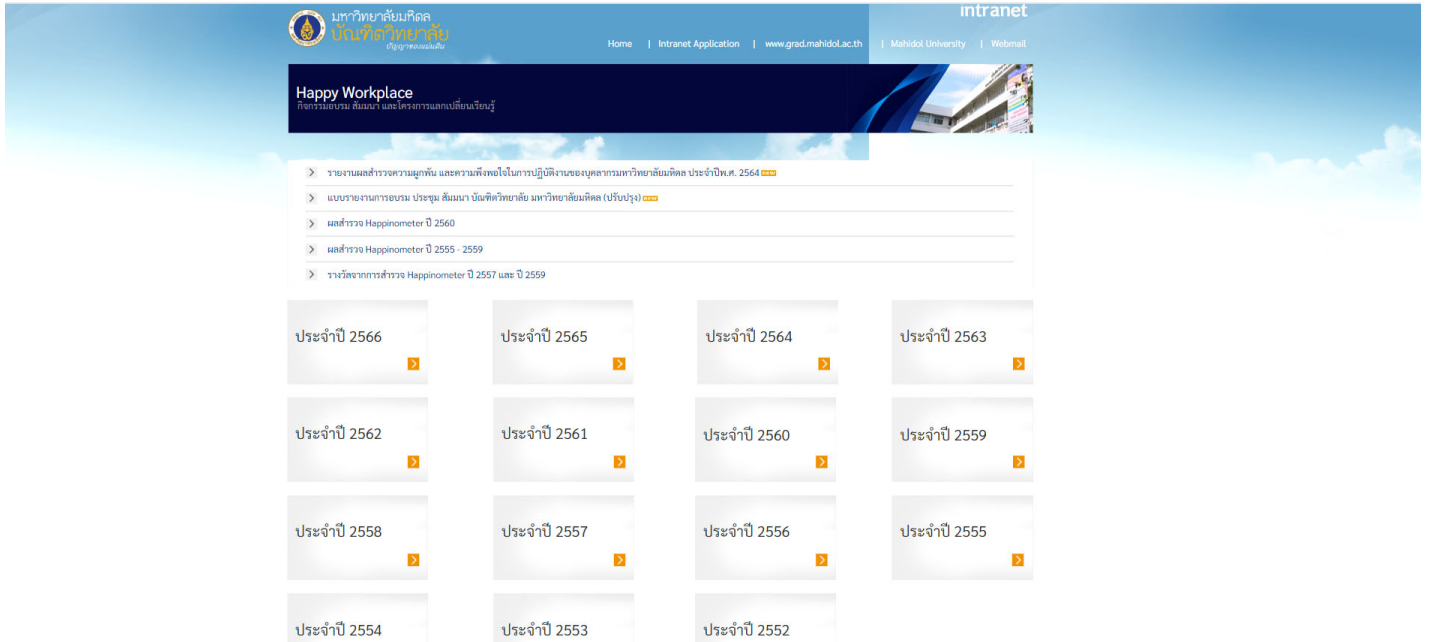 มหาวิทยาลัยมหิดล
บัณฑิตวิทยาลัย
ปัญญาของแผ่นดิน
intranet
Home | Intranet Application | www.grad.mahidol.ac.th | Mahidol University | Webmail
Happy Workplace
กิจกรรมอบรม สัมมนา และโครงการแลกเปลี่ยนเรียนรู้
รายงานผลสำรวจความผูกพัน และความพึงพอใจในการปฏิบัติงานของบุคลากรมหาวิทยาลัยมหิดล ประจำปีพ.ศ. 2564 new
แบบรายงานการอบรม ประชุม สัมมนา บัณฑิตวิทยาลัย มหาวิทยาลัยมหิดล (ปรับปรุง) new
ผลสำรวจ Happinometer ปี 2560
ผลสำรวจ Happinometer ปี 2555 - 2559
รางวัลจากการสำรวจ Happinometer ปี 2557 และ ปี 2559
ประจำปี 2566
ประจำปี 2565
ประจำปี 2564
ประจำปี 2563
ประจำปี 2562
ประจำปี 2561
ประจำปี 2560
ประจำปี 2559
ประจำปี 2558
ประจำปี 2557
ประจำปี 2556
ประจำปี 2555
ประจำปี 2554
ประจำปี 2553
ประจำปี 2552